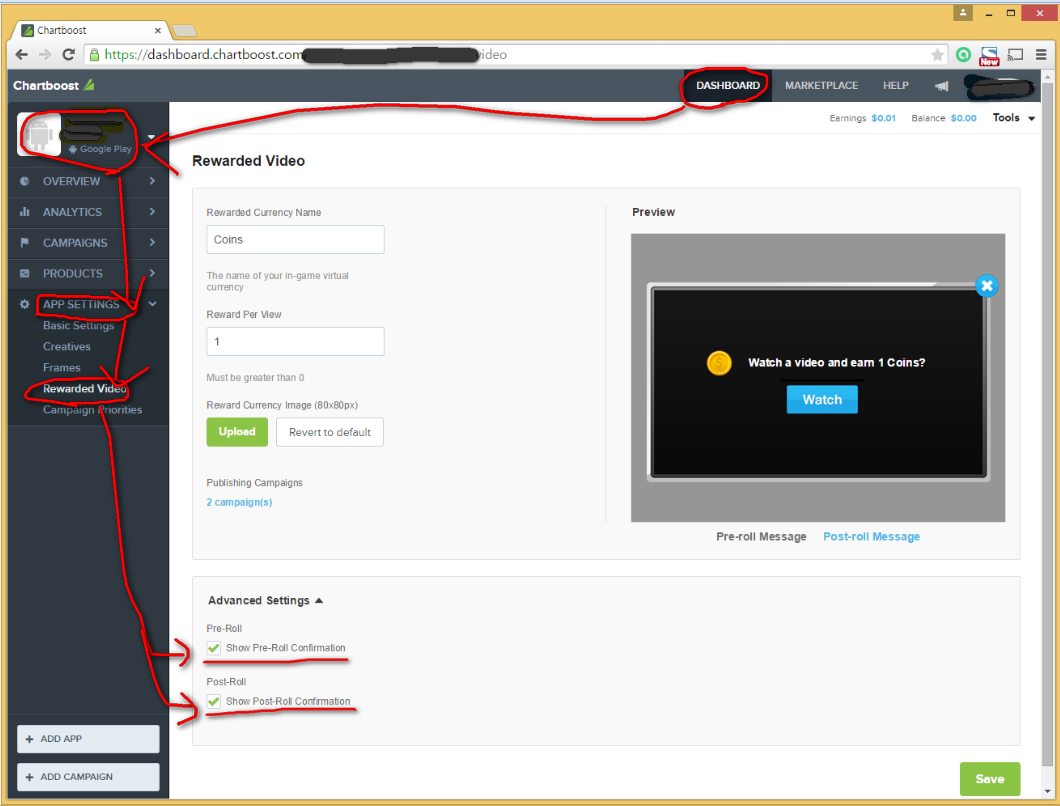 Chartboost
https://dashboard.chartboost.com
video
New
Chartboost
DASHBOARD
MARKETPLACE
HELP
Google Play
Earnings $0.01 Balance $0.00 Tools
OVERVIEW
ANALYTICS
CAMPAIGNS
PRODUCTS
APP SETTINGS
Basic Settings
Creatives
Frames
Rewarded Video
Campaign Priorities
+ ADD APP
+ ADD CAMPAIGN
Rewarded Video
Rewarded Currency Name
Coins
The name of your in-game virtual
currency
Reward Per View
1
Must be greater than 0
Reward Currency Image (80x80px)
Upload
Revert to default
Publishing Campaigns
2 campaign(s)
Preview
Watch a video and earn 1 Coins?
Watch
Pre-roll Message Post-roll Message
Advanced Settings
Pre-Roll
Show Pre-Roll Confirmation
Post-Roll
Show Post-Roll Confirmation
Save